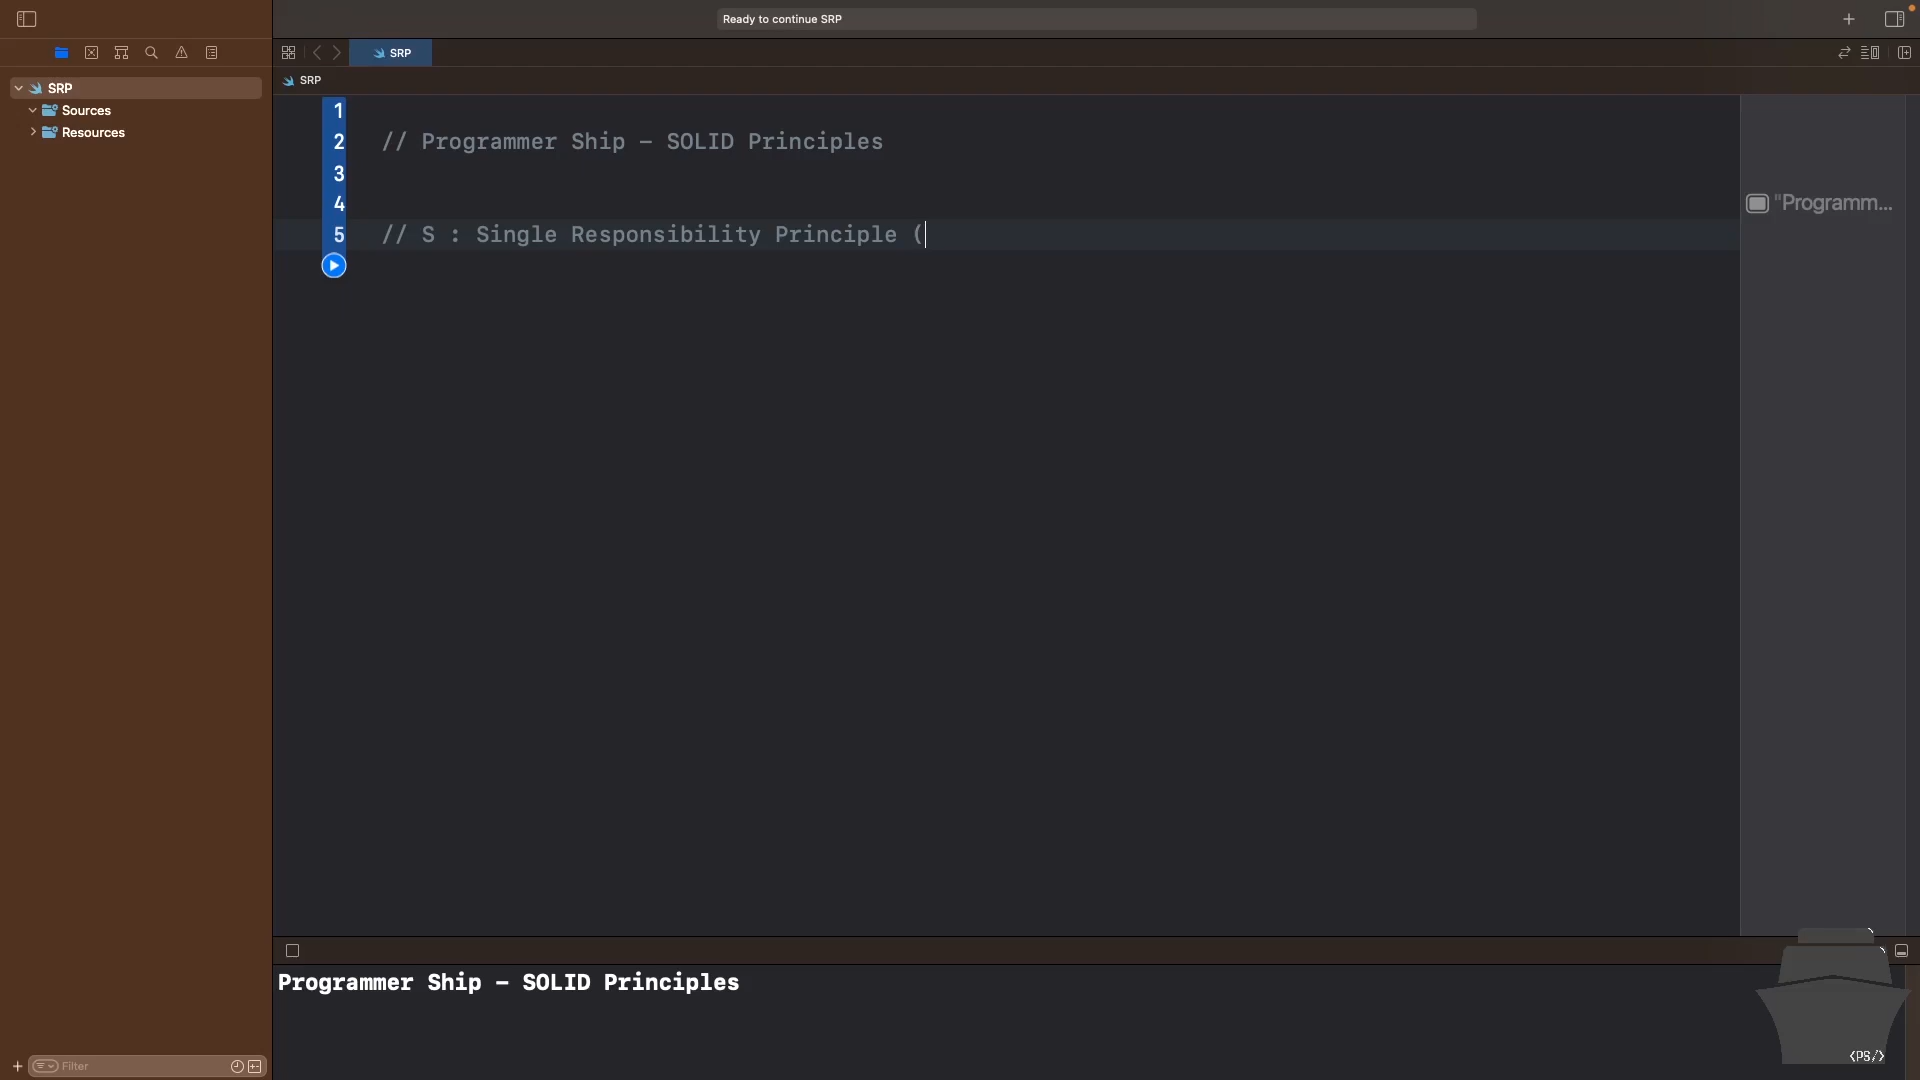 Ready to continue SRP
SRP
SRP
SRP
Sources
Resources
1
2 // Programmer Ship – SOLID Principles
3
4
5 // S : Single Responsibility Principle (
"Programm...
Programmer Ship – SOLID Principles
Filter
<PS/>